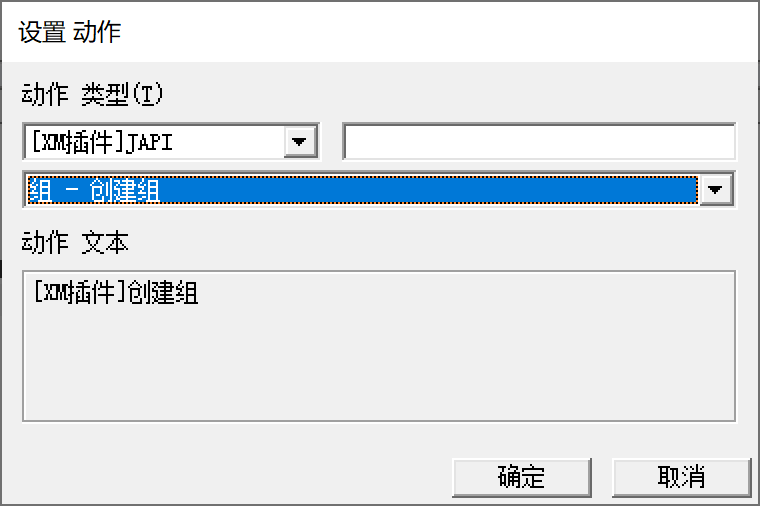 设置 动作
动作 类型(T)
[XM插件]JAPI
组 - 创建组
动作 文本
[XM插件]创建组
确定 取消